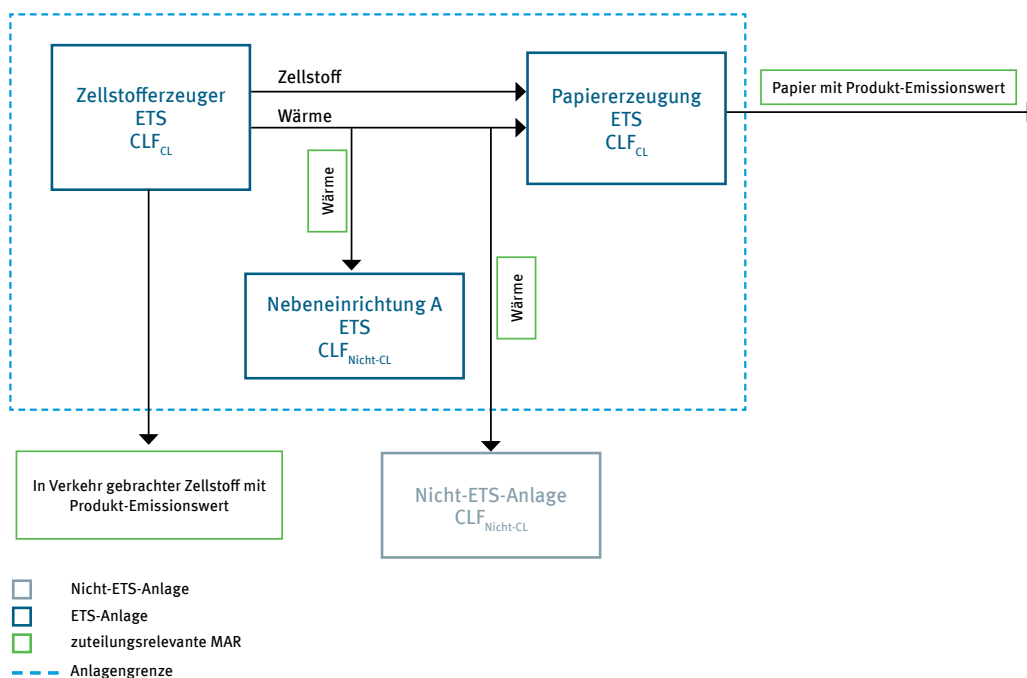 Zellstofferzeuger
ETS
CLF_CL
Zellstoff
Wärme
Papiererzeugung
ETS
CLF_CL
Papier mit Produkt-Emissionswert
Wärme
Wärme
Nebeneinrichtung A
ETS
CLF_Nicht-CL
In Verkehr gebrachter Zellstoff mit
Produkt-Emissionswert
Nicht-ETS-Anlage
CLF_Nicht-CL
Nicht-ETS-Anlage
ETS-Anlage
zuteilungsrelevante MAR
Anlagengrenze